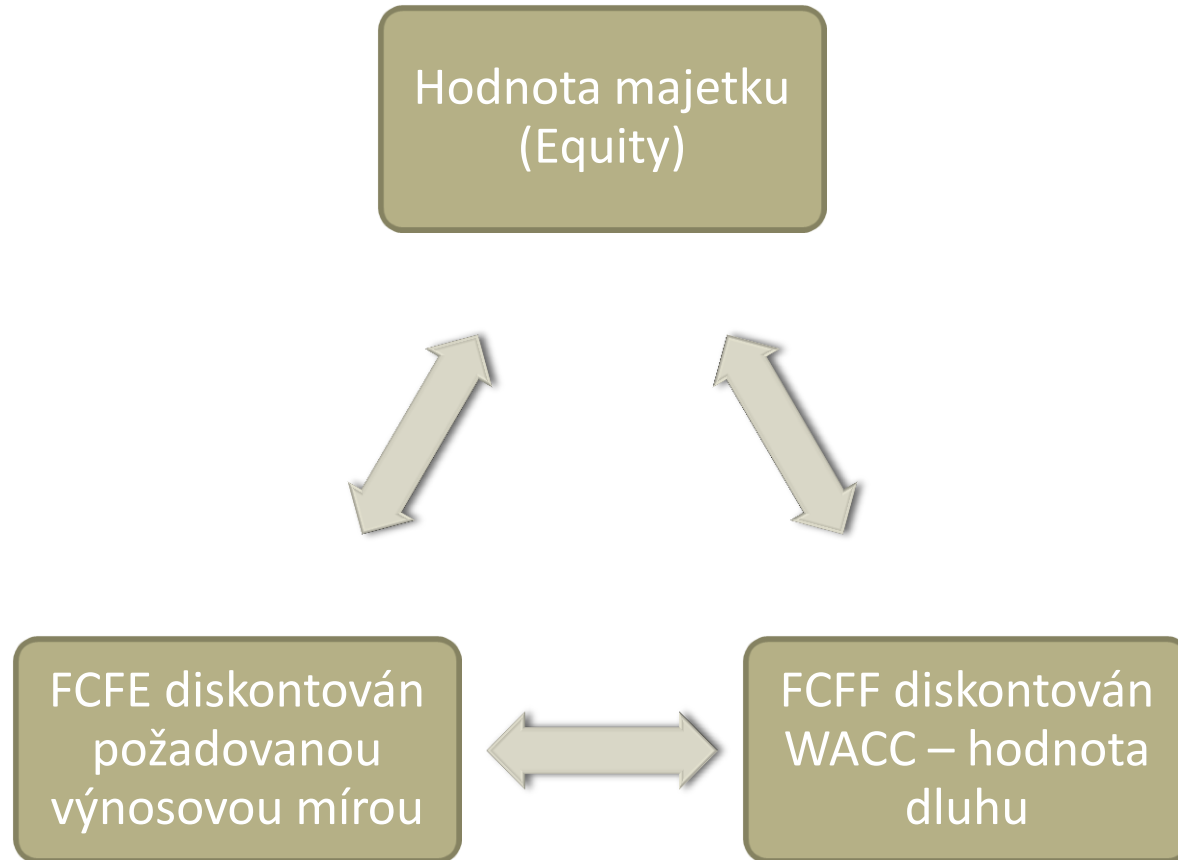 Hodnota majetku
(Equity)
FCFE diskontován
požadovanou
výnosovou mírou
FCFF diskontován
WACC – hodnota
dluhu